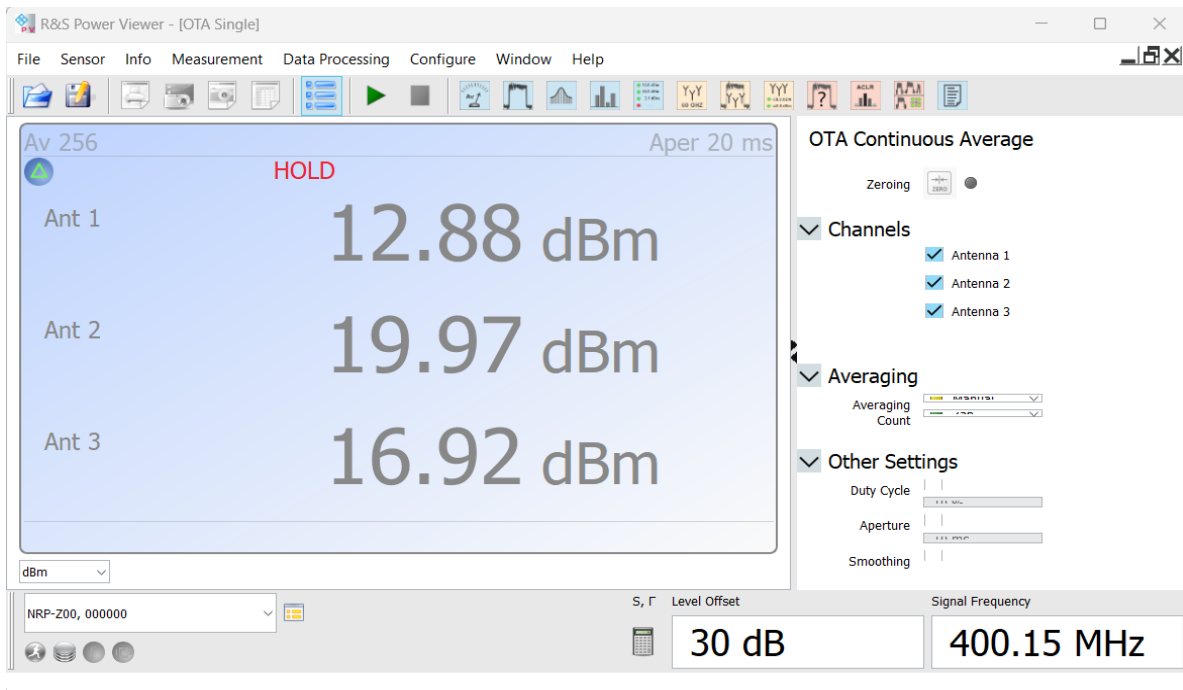 R&S Power Viewer - [OTA Single]
File Sensor Info Measurement Data Processing Configure Window Help
Av 256 Aper 20 ms
HOLD
Ant 1 12.88 dBm
Ant 2 19.97 dBm
Ant 3 16.92 dBm
dBm
OTA Continuous Average
Zeroing ZERO
Channels
Antenna 1
Antenna 2
Antenna 3
Averaging
Averaging Manual
Count
Other Settings
Duty Cycle
Aperture
Smoothing
NRP-Z00, 000000
S, Γ Level Offset Signal Frequency
30 dB 400.15 MHz